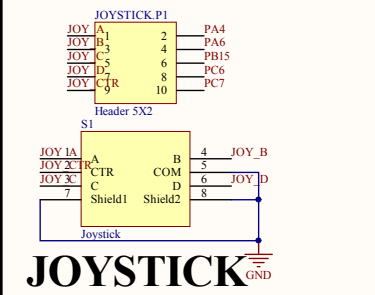 JOYSTICK.P1
JOY_A 1 2 PA4
JOY_B 3 4 PA6
JOY_C 5 6 PB15
JOY_D 7 8 PC6
JOY_CTR 9 10 PC7
Header 5X2
S1
JOY_A 1 A B 4 JOY_B
JOY_CTR 2 CTR COM 5
JOY_C 3 C D 6 JOY_D
7 Shield1 Shield2 8
Joystick
JOYSTICK
GND